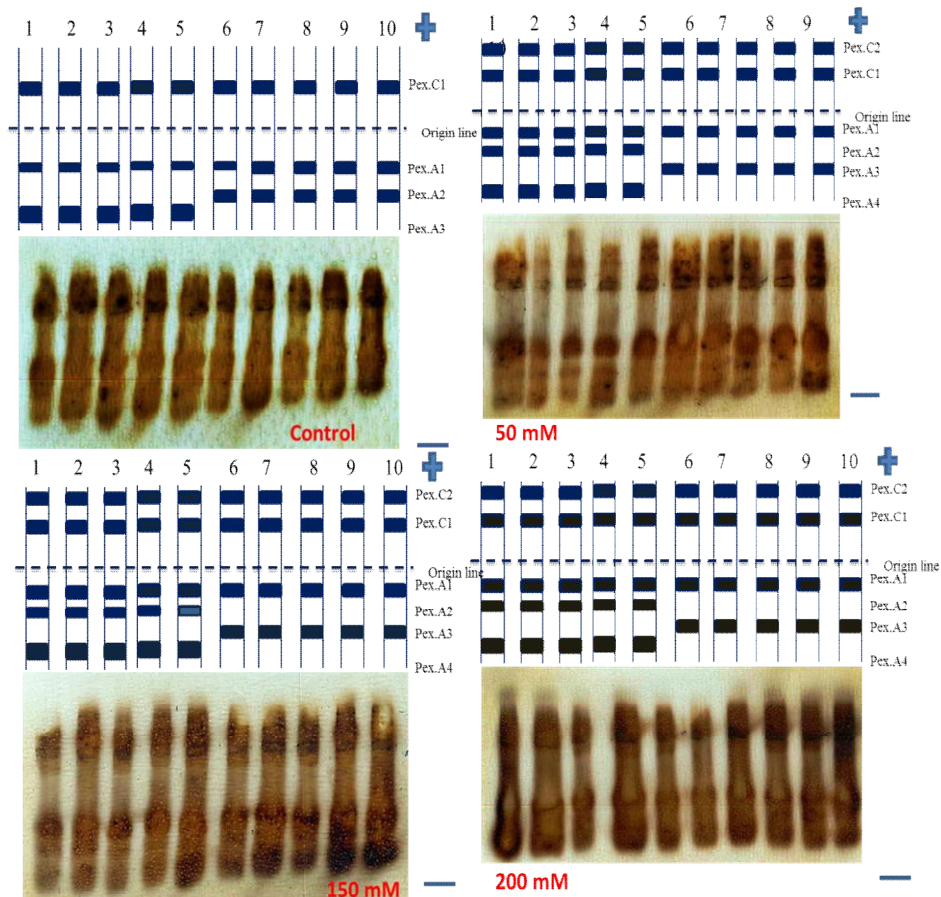 1 2 3 4 5 6 7 8 9 10
Pex.C1
Origin line
Pex.A1
Pex.A2
Pex.A3
Control
1 2 3 4 5 6 7 8 9
Pex.C2
Pex.C1
Origin line
Pex.A1
Pex.A2
Pex.A3
Pex.A4
50 mM
1 2 3 4 5 6 7 8 9 10
Pex.C2
Pex.C1
Origin line
Pex.A1
Pex.A2
Pex.A3
Pex.A4
150 mM
1 2 3 4 5 6 7 8 9 10
Pex.C2
Pex.C1
Origin line
Pex.A1
Pex.A2
Pex.A3
Pex.A4
200 mM